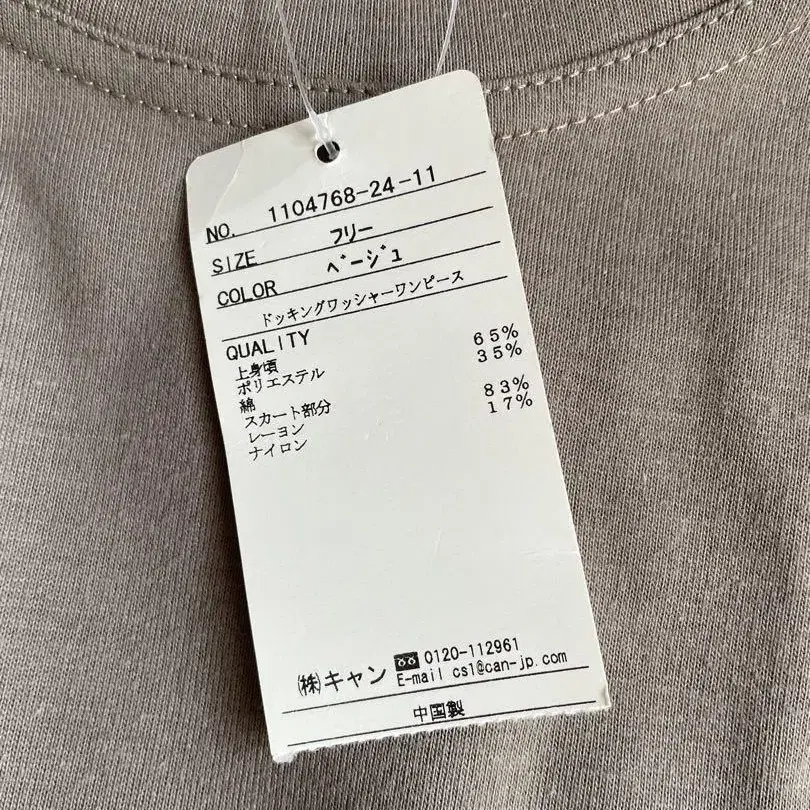 NO. 1104768-24-11
SIZE フリー
COLOR ベージュ
ドッキングワッシャーワンピース
QUALITY
上身頃
ポリエステル 65%
綿 35%
スカート部分
レーヨン 83%
ナイロン 17%
㈱キャン 0120-112961
E-mail cs1@can-jp.com
中国製